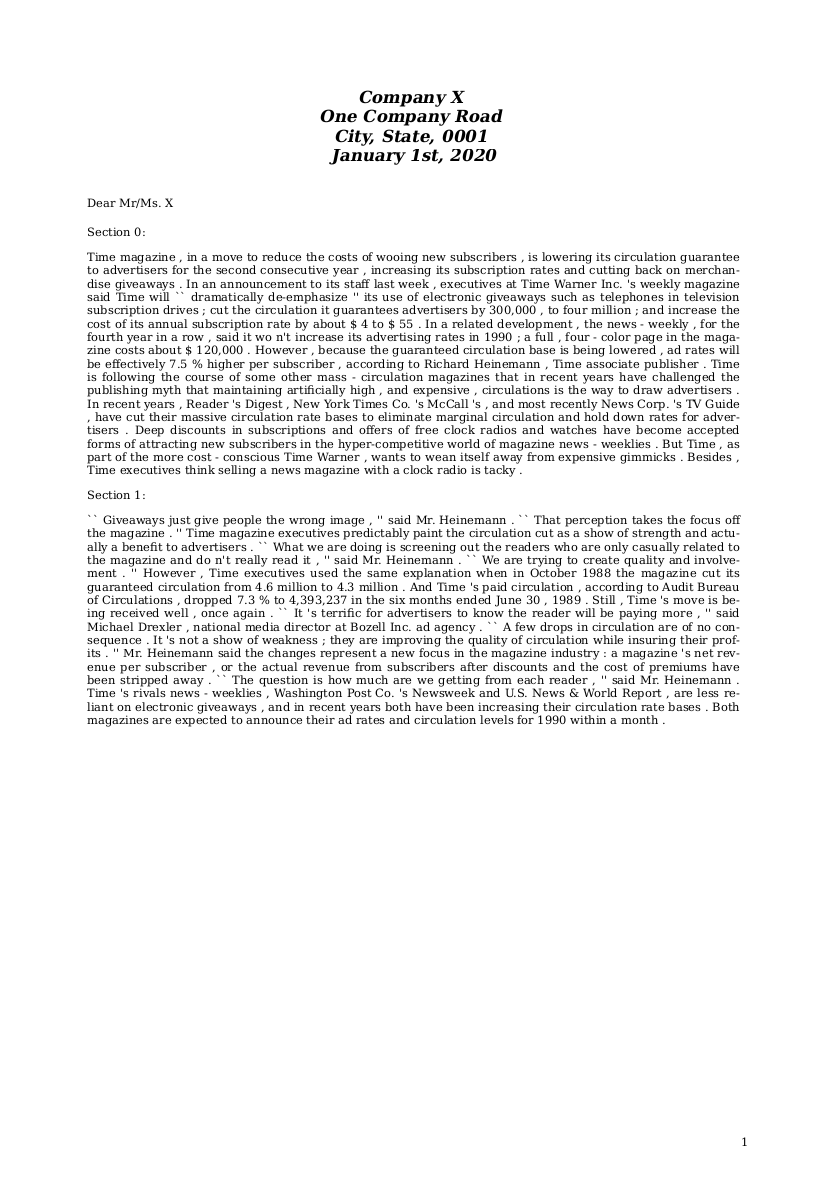 Company X
One Company Road
City, State, 0001
January 1st, 2020
Dear Mr/Ms. X
Section 0:
Time magazine , in a move to reduce the costs of wooing new subscribers , is lowering its circulation guarantee
to advertisers for the second consecutive year , increasing its subscription rates and cutting back on merchan-
dise giveaways . In an announcement to its staff last week , executives at Time Warner Inc. 's weekly magazine
said Time will `` dramatically de-emphasize '' its use of electronic giveaways such as telephones in television
subscription drives ; cut the circulation it guarantees advertisers by 300,000 , to four million ; and increase the
cost of its annual subscription rate by about $ 4 to $ 55 . In a related development , the news - weekly , for the
fourth year in a row , said it wo n't increase its advertising rates in 1990 ; a full , four - color page in the maga-
zine costs about $ 120,000 . However , because the guaranteed circulation base is being lowered , ad rates will
be effectively 7.5 % higher per subscriber , according to Richard Heinemann , Time associate publisher . Time
is following the course of some other mass - circulation magazines that in recent years have challenged the
publishing myth that maintaining artificially high , and expensive , circulations is the way to draw advertisers .
In recent years , Reader 's Digest , New York Times Co. 's McCall 's , and most recently News Corp. 's TV Guide
, have cut their massive circulation rate bases to eliminate marginal circulation and hold down rates for adver-
tisers . Deep discounts in subscriptions and offers of free clock radios and watches have become accepted
forms of attracting new subscribers in the hyper-competitive world of magazine news - weeklies . But Time , as
part of the more cost - conscious Time Warner , wants to wean itself away from expensive gimmicks . Besides ,
Time executives think selling a news magazine with a clock radio is tacky .
Section 1:
`` Giveaways just give people the wrong image , '' said Mr. Heinemann . `` That perception takes the focus off
the magazine . '' Time magazine executives predictably paint the circulation cut as a show of strength and actu-
ally a benefit to advertisers . `` What we are doing is screening out the readers who are only casually related to
the magazine and do n't really read it , '' said Mr. Heinemann . `` We are trying to create quality and involve-
ment . '' However , Time executives used the same explanation when in October 1988 the magazine cut its
guaranteed circulation from 4.6 million to 4.3 million . And Time 's paid circulation , according to Audit Bureau
of Circulations , dropped 7.3 % to 4,393,237 in the six months ended June 30 , 1989 . Still , Time 's move is be-
ing received well , once again . `` It 's terrific for advertisers to know the reader will be paying more , '' said
Michael Drexler , national media director at Bozell Inc. ad agency . `` A few drops in circulation are of no con-
sequence . It 's not a show of weakness ; they are improving the quality of circulation while insuring their prof-
its . '' Mr. Heinemann said the changes represent a new focus in the magazine industry : a magazine 's net rev-
enue per subscriber , or the actual revenue from subscribers after discounts and the cost of premiums have
been stripped away . `` The question is how much are we getting from each reader , '' said Mr. Heinemann .
Time 's rivals news - weeklies , Washington Post Co. 's Newsweek and U.S. News & World Report , are less re-
liant on electronic giveaways , and in recent years both have been increasing their circulation rate bases . Both
magazines are expected to announce their ad rates and circulation levels for 1990 within a month .
1